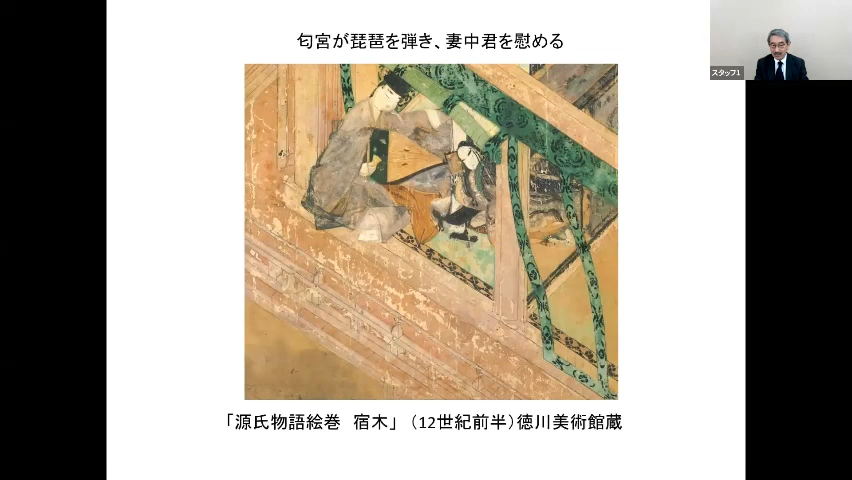 匂宮が琵琶を弾き、妻中君を慰める
スタッフ1
「源氏物語絵巻　宿木」（12世紀前半）徳川美術館蔵